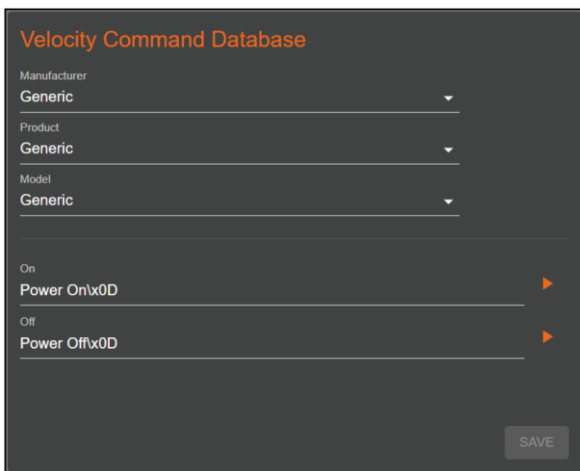 Velocity Command Database
Manufacturer
Generic
Product
Generic
Model
Generic
On
Power On\x0D
Off
Power Off\x0D
SAVE